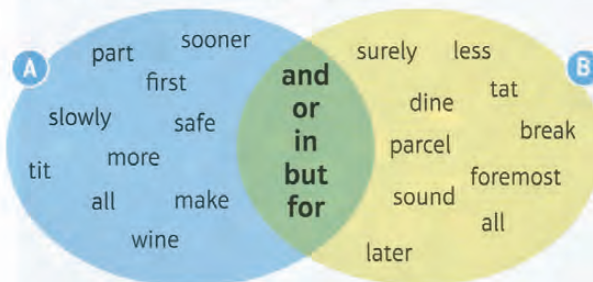 A
part
sooner
first
slowly
safe
more
tit
all
make
wine
and
or
in
but
for
B
surely
less
tat
dine
break
parcel
foremost
sound
all
later